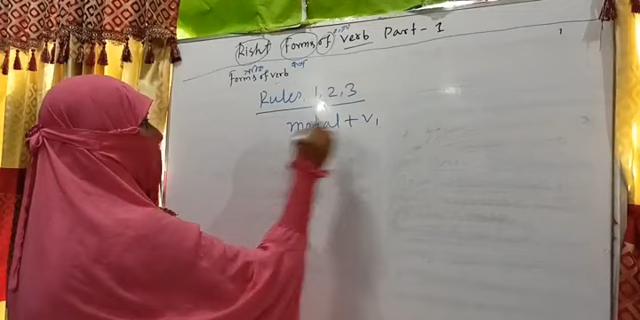 Right forms of verb Part - 1
forms of verb
Rules 1, 2, 3
modal + V1